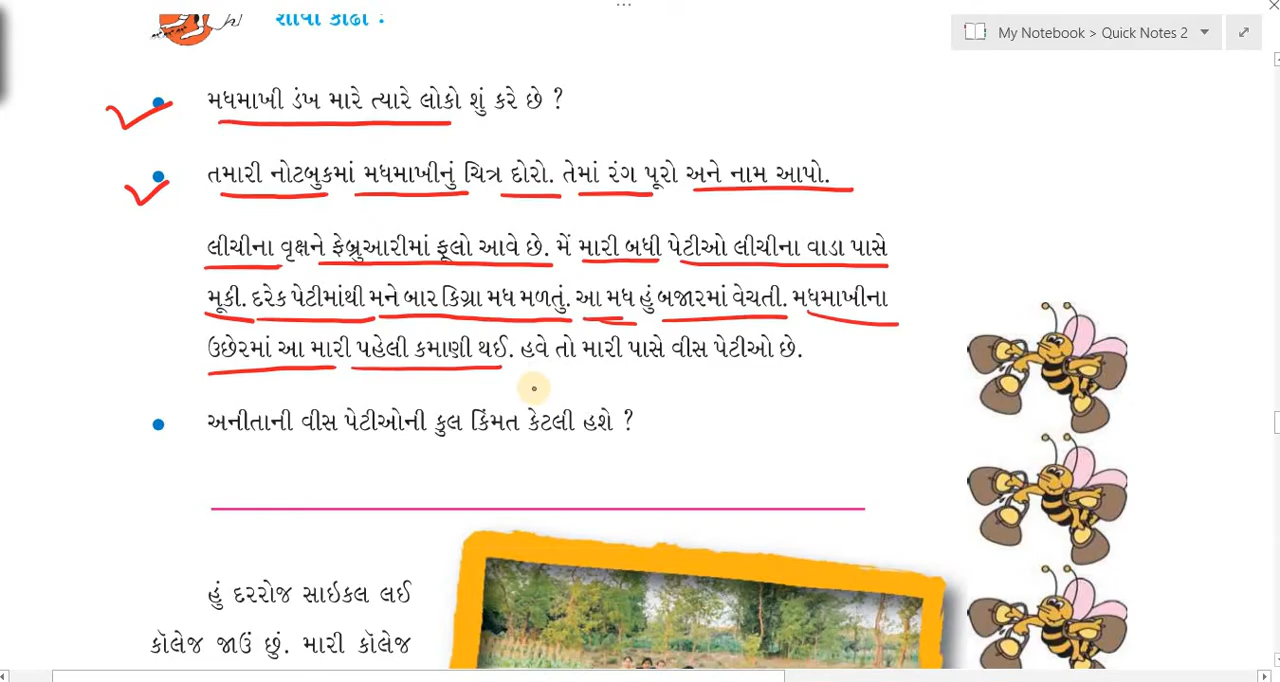 શોધી કાઢો :
My Notebook > Quick Notes 2
મધમાખી ડંખ મારે ત્યારે લોકો શું કરે છે ?
તમારી નોટબુકમાં મધમાખીનું ચિત્ર દોરો. તેમાં રંગ પૂરો અને નામ આપો.
લીચીના વૃક્ષને ફેબ્રુઆરીમાં ફૂલો આવે છે. મેં મારી બધી પેટીઓ લીચીના વાડા પાસે
મૂકી. દરેક પેટીમાંથી મને બાર કિગ્રા મધ મળતું. આ મધ હું બજારમાં વેચતી. મધમાખીના
ઉછેરમાં આ મારી પહેલી કમાણી થઈ. હવે તો મારી પાસે વીસ પેટીઓ છે.
અનીતાની વીસ પેટીઓની કુલ કિંમત કેટલી હશે ?
હું દરરોજ સાઇકલ લઈ
કૉલેજ જાઉં છું. મારી કૉલેજ